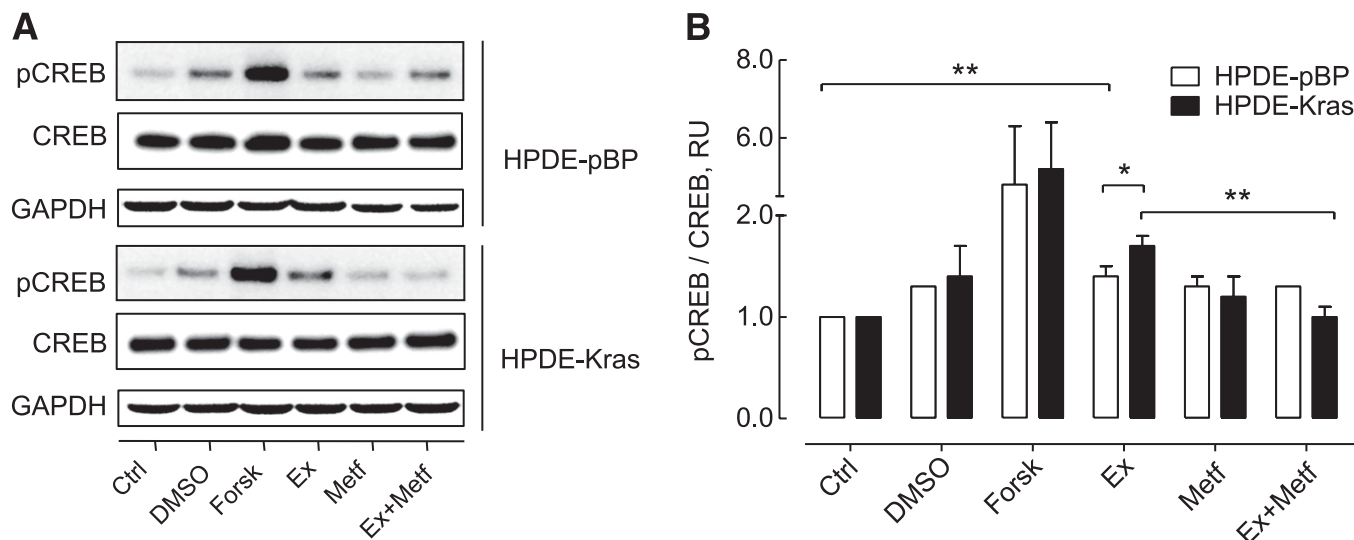 A
pCREB
CREB
HPDE-pBP
GAPDH
pCREB
CREB
HPDE-Kras
GAPDH
Ctrl
DMSO
Forsk
Ex
Metf
Ex+Metf
B
8.0
6.0
2.0
1.0
0.0
pCREB / CREB, RU
**
HPDE-pBP
HPDE-Kras
*
**
Ctrl
DMSO
Forsk
Ex
Metf
Ex+Metf